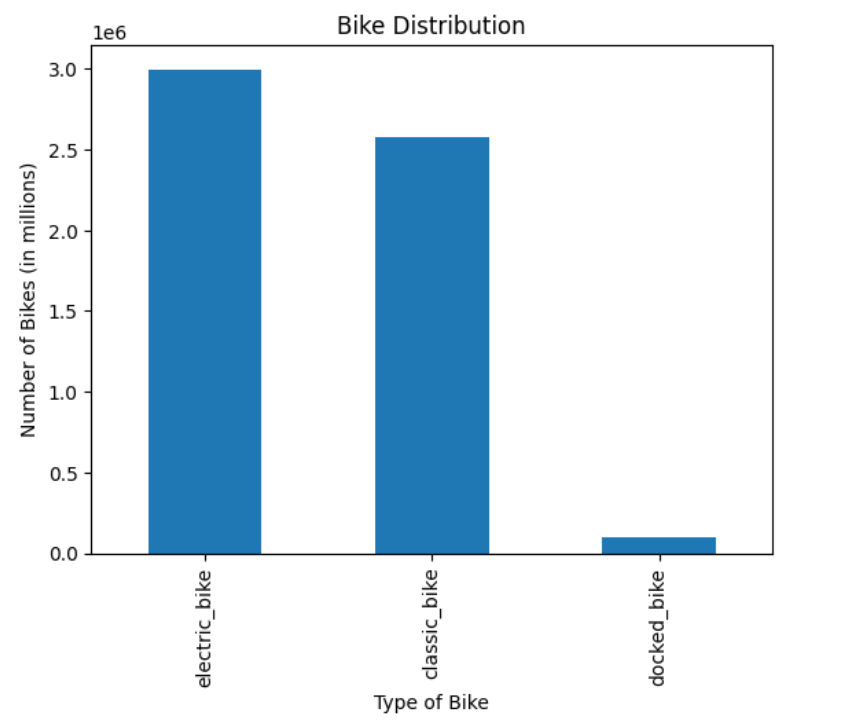 Bike Distribution
1e6
3.0
2.5
2.0
1.5
1.0
0.5
0.0
Number of Bikes (in millions)
electric_bike
classic_bike
docked_bike
Type of Bike